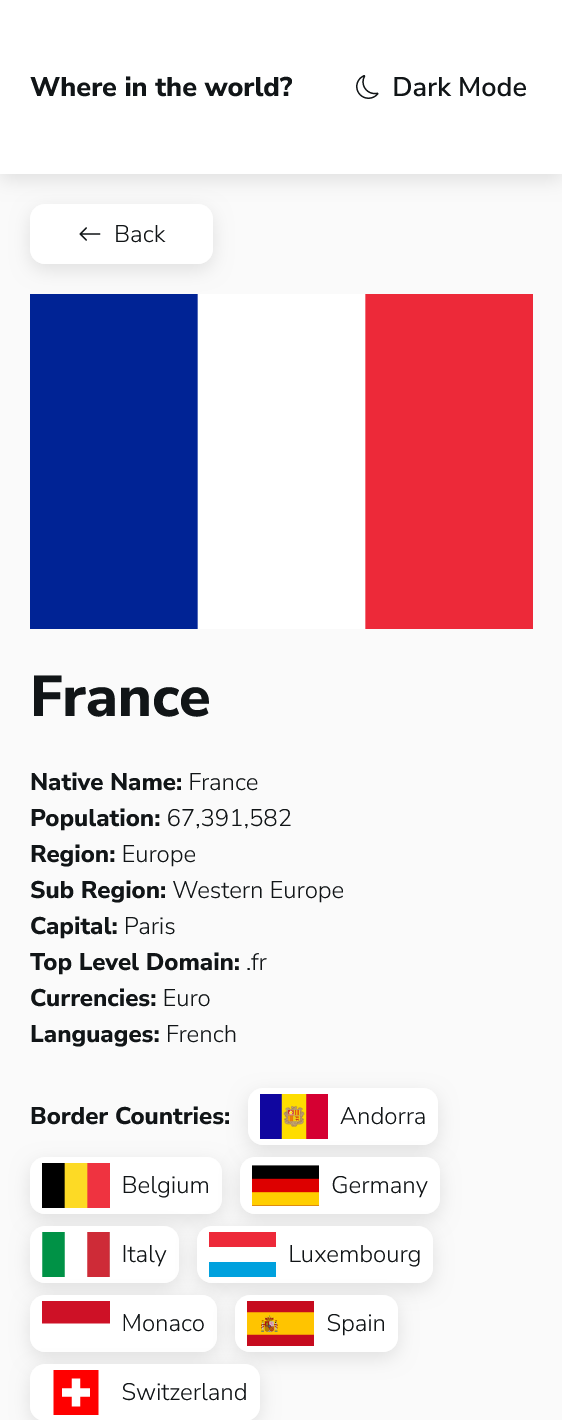 Where in the world? Dark Mode
Back
France
Native Name: France
Population: 67,391,582
Region: Europe
Sub Region: Western Europe
Capital: Paris
Top Level Domain: .fr
Currencies: Euro
Languages: French
Border Countries: Andorra
Belgium Germany
Italy Luxembourg
Monaco Spain
Switzerland